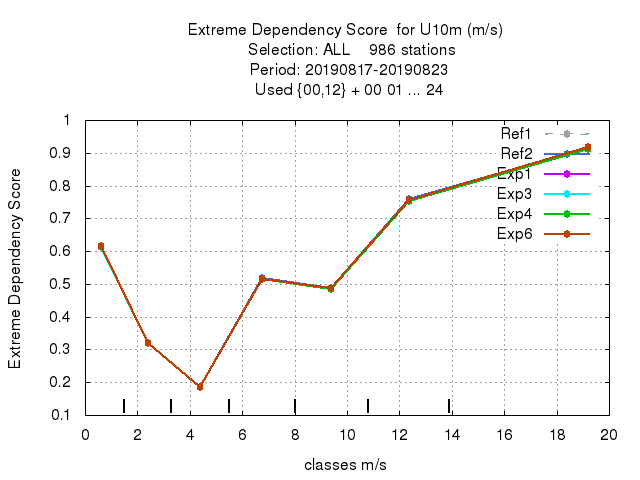 Extreme Dependency Score  for U10m (m/s)
Selection: ALL    986 stations
Period: 20190817-20190823
Used {00,12} + 00 01 ... 24
Extreme Dependency Score
1
0.9
0.8
0.7
0.6
0.5
0.4
0.3
0.2
0.1
Ref1
Ref2
Exp1
Exp3
Exp4
Exp6
0 2 4 6 8 10 12 14 16 18 20
classes m/s